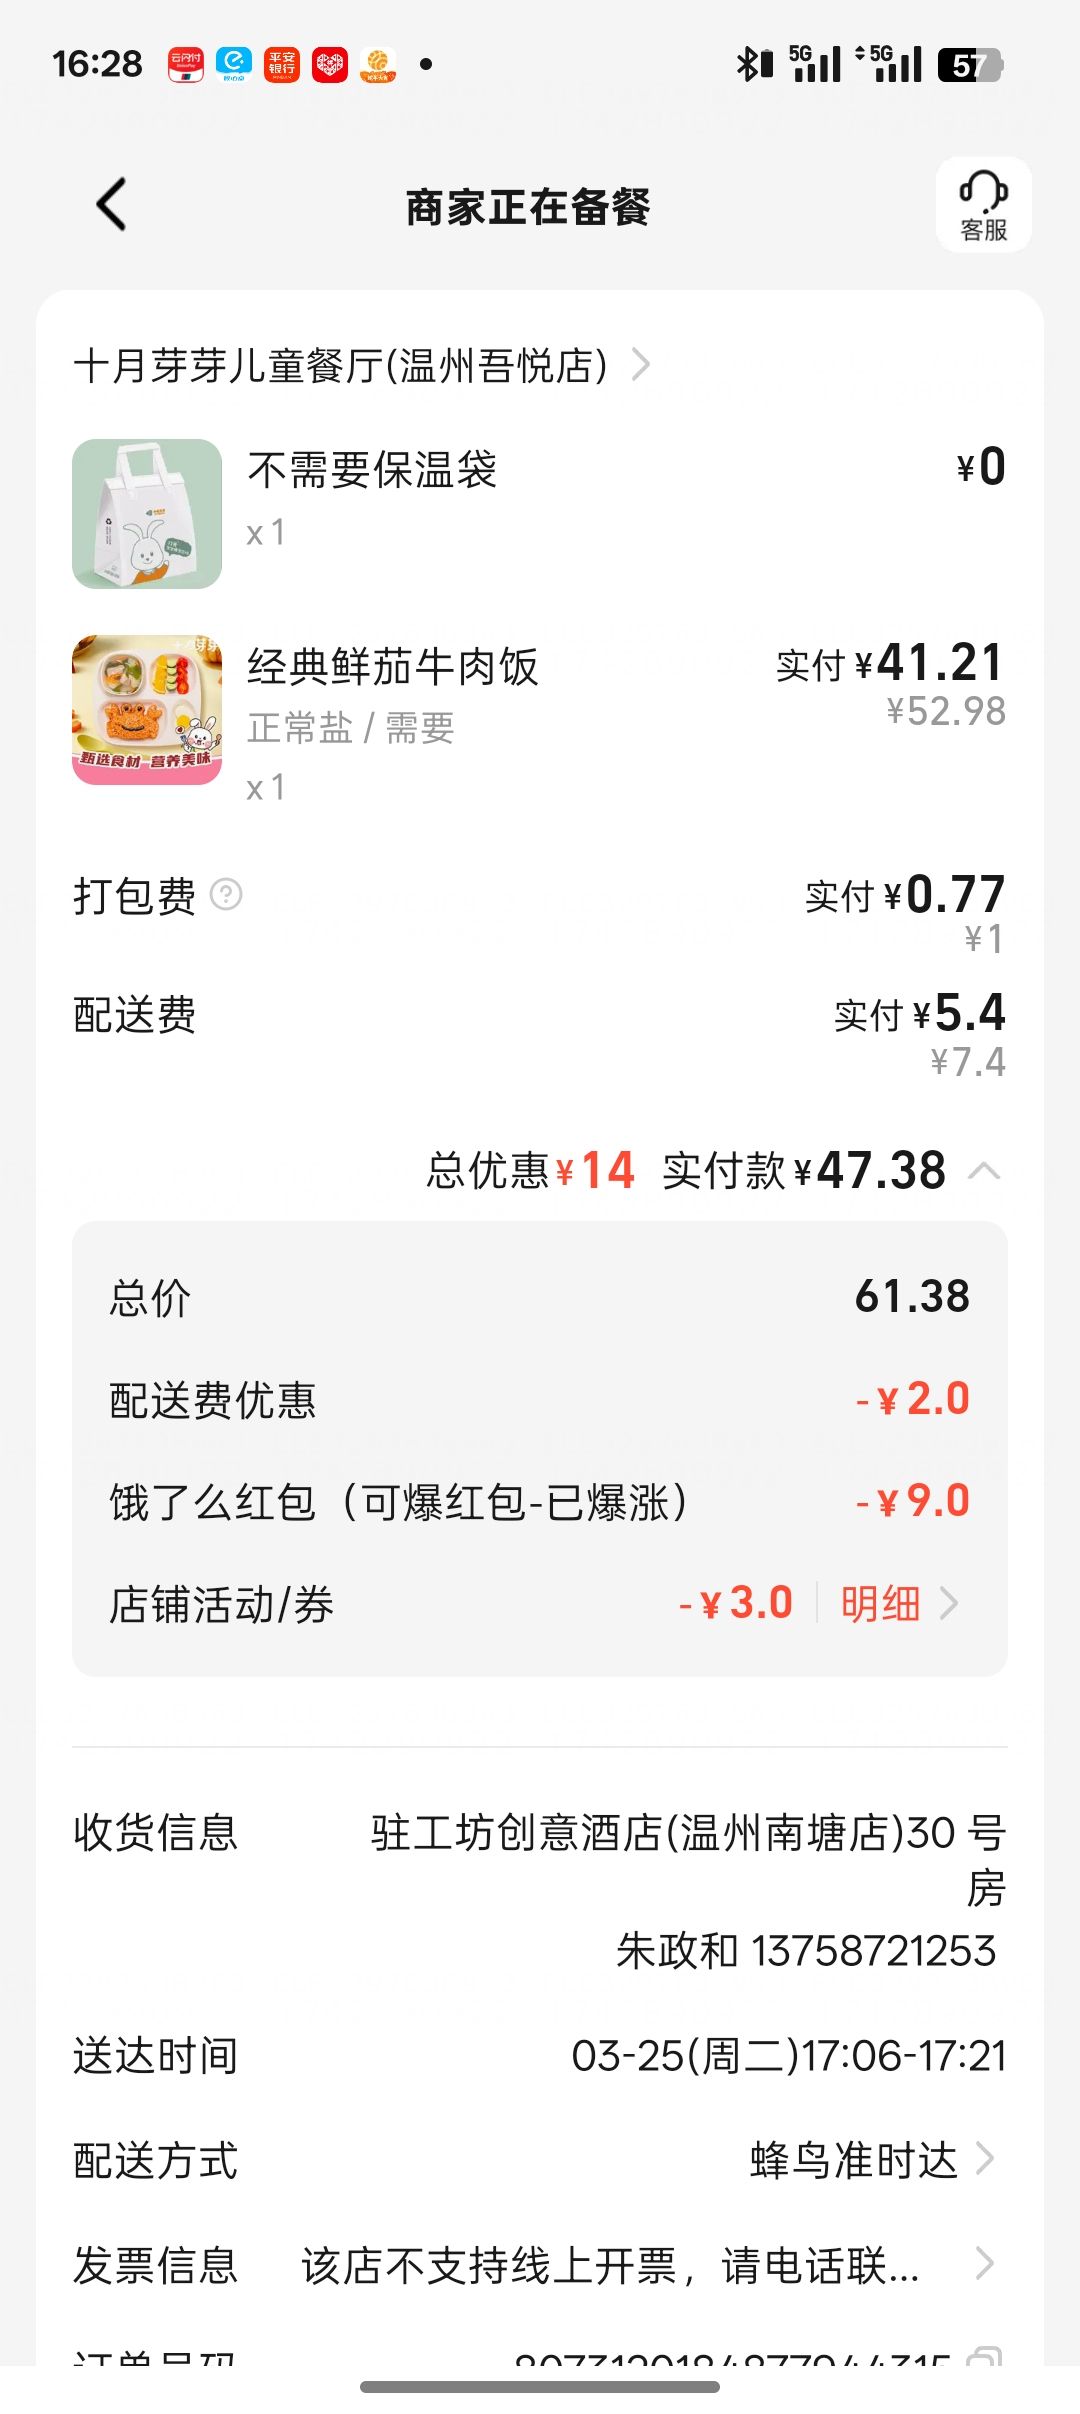 16:28
云闪付
平安
银行
5G
5G
57
商家正在备餐
客服
十月芽芽儿童餐厅(温州吾悦店)
不需要保温袋
¥0
x1
经典鲜茄牛肉饭
实付 ¥41.21
¥52.98
正常盐 / 需要
甄选食材 营养美味
x1
打包费
实付 ¥0.77
¥1
配送费
实付 ¥5.4
¥7.4
总优惠¥14 实付款¥47.38
总价
61.38
配送费优惠
-¥2.0
饿了么红包（可爆红包-已爆涨）
-¥9.0
店铺活动/券
-¥3.0
明细
收货信息
驻工坊创意酒店(温州南塘店)30 号
房
朱政和 13758721253
送达时间
03-25(周二)17:06-17:21
配送方式
蜂鸟准时达
发票信息
该店不支持线上开票，请电话联...
订单号码